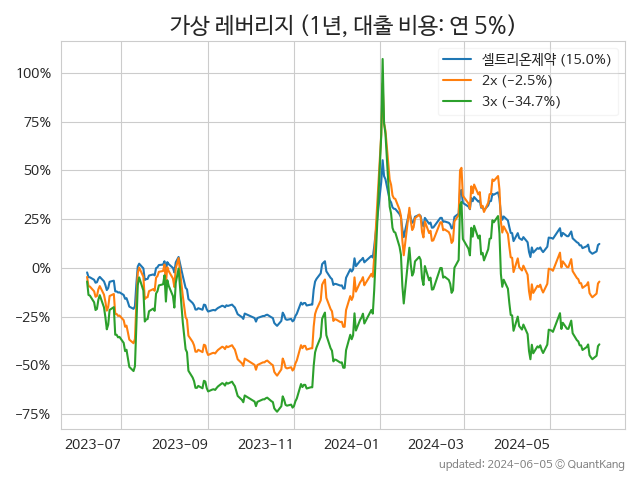 가상 레버리지 (1년, 대출 비용: 연 5%)
셀트리온제약 (15.0%)
2x (−2.5%)
3x (−34.7%)
100%
75%
50%
25%
0%
−25%
−50%
−75%
2023-07 2023-09 2023-11 2024-01 2024-03 2024-05
updated: 2024-06-05 © QuantKang